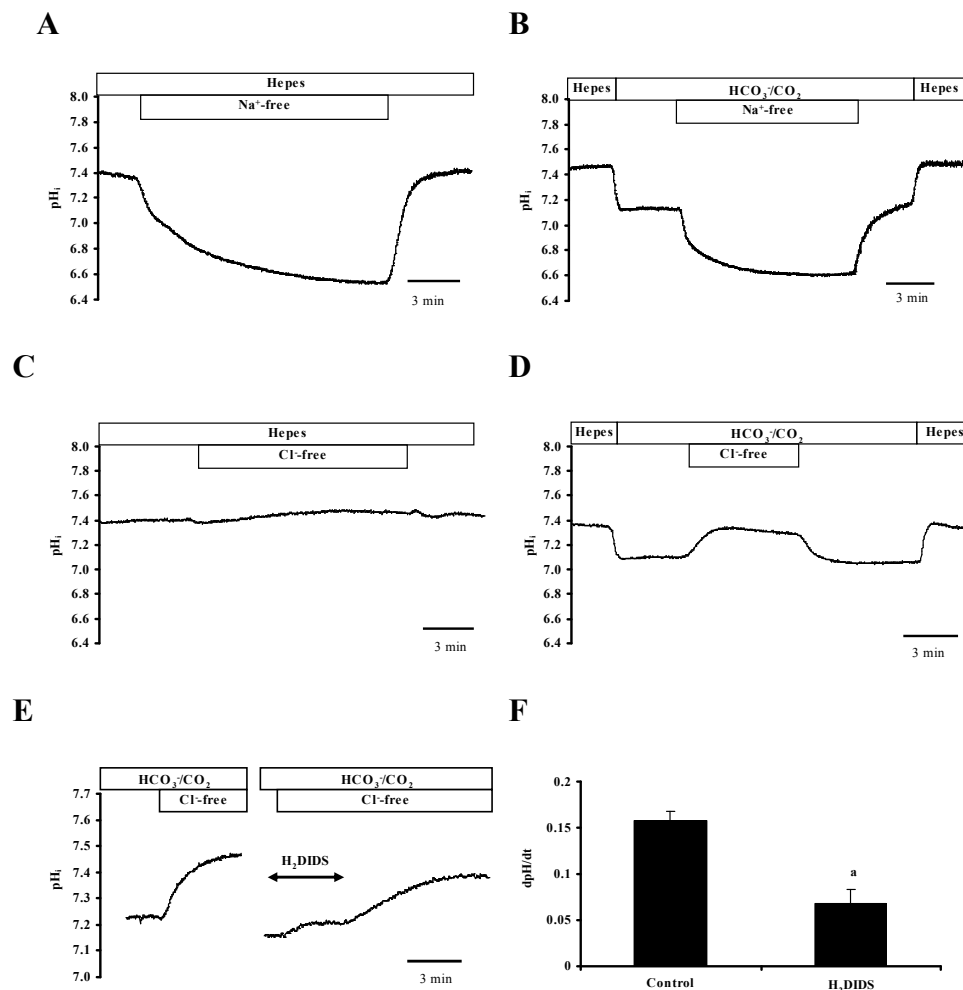 A
Hepes
Na⁺-free
8.0
7.8
7.6
7.4
7.2
7.0
6.8
6.6
6.4
pHᵢ
3 min
B
Hepes HCO₃⁻/CO₂ Hepes
Na⁺-free
8.0
7.8
7.6
7.4
7.2
7.0
6.8
6.6
6.4
pHᵢ
3 min
C
Hepes
Cl⁻-free
8.0
7.8
7.6
7.4
7.2
7.0
6.8
6.6
6.4
pHᵢ
3 min
D
Hepes HCO₃⁻/CO₂ Hepes
Cl⁻-free
8.0
7.8
7.6
7.4
7.2
7.0
6.8
6.6
6.4
pHᵢ
3 min
E
HCO₃⁻/CO₂ HCO₃⁻/CO₂
Cl⁻-free Cl⁻-free
7.7
7.6
7.5
7.4
7.3
7.2
7.1
7.0
pHᵢ
H₂DIDS
3 min
F
0.2
0.15
0.1
0.05
0
dpH/dt
a
Control H₂DIDS